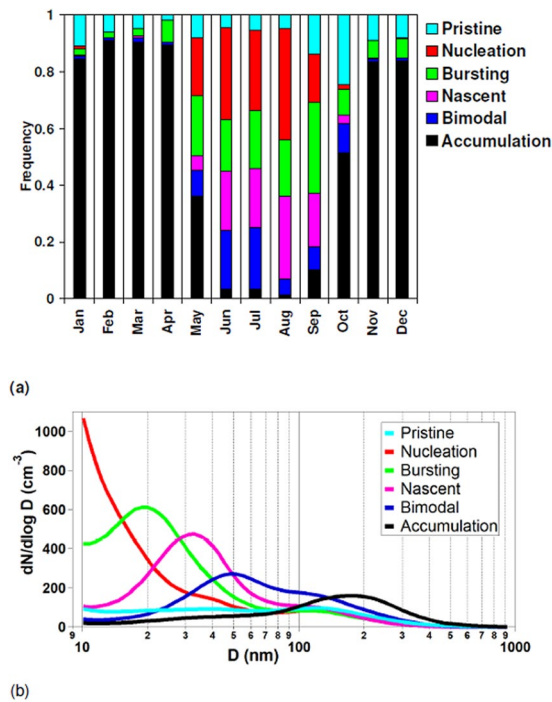 1
0.8
0.6
0.4
0.2
0
Frequency
Jan Feb Mar Apr May Jun Jul Aug Sep Oct Nov Dec
Pristine
Nucleation
Bursting
Nascent
Bimodal
Accumulation
(a)
1000
800
600
400
200
0
dN/dlog D (cm⁻³)
Pristine
Nucleation
Bursting
Nascent
Bimodal
Accumulation
9 2 3 4 5 6 7 8 9 2 3 4 5 6 7 8 9
10 100 1000
D (nm)
(b)